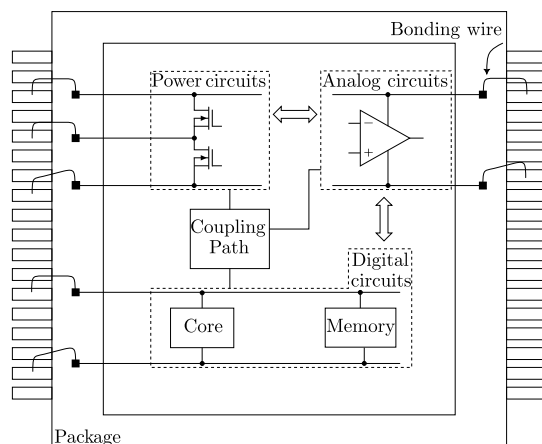 Bonding wire
Power circuits
Analog circuits
−
+
Coupling
Path
Digital
circuits
Core
Memory
Package